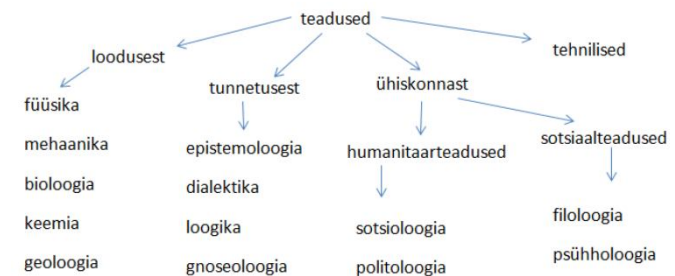 teadused
loodusest
tunnetusest
ühiskonnast
tehnilised
füüsika
mehaanika
bioloogia
keemia
geoloogia
epistemoloogia
dialektika
loogika
gnoseoloogia
humanitaarteadused
sotsioloogia
politoloogia
sotsiaalteadused
filoloogia
psühholoogia